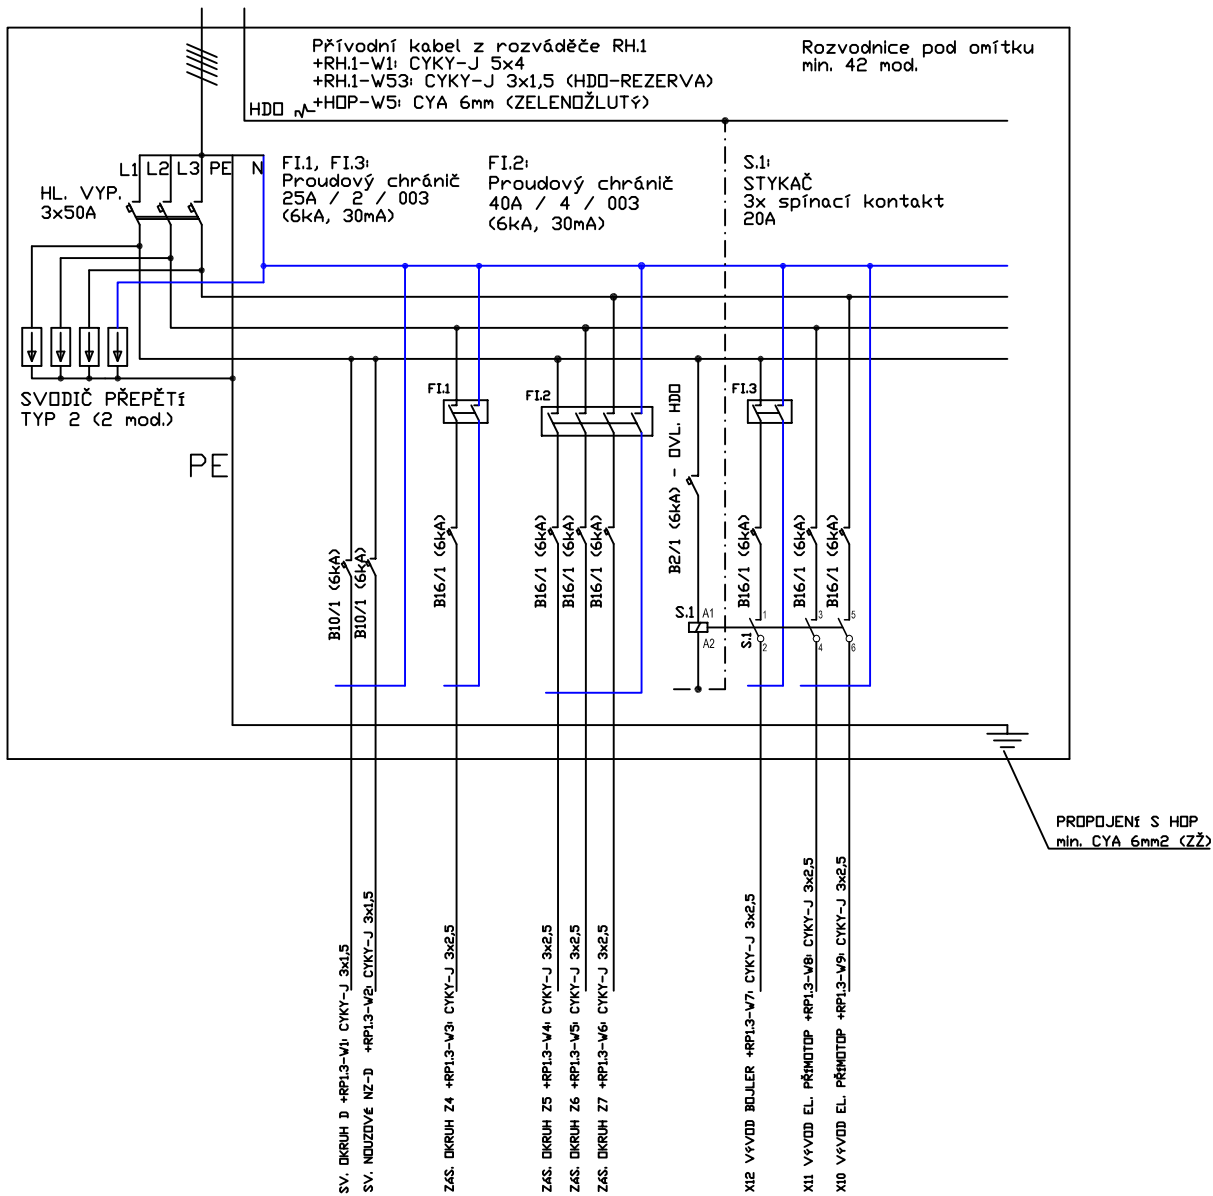 Přívodní kabel z rozváděče RH.1
+RH.1-W1: CYKY-J 5x4
+RH.1-W53: CYKY-J 3x1,5 (HDO-REZERVA)
+HOP-W5: CYA 6mm (ZELENOŽLUTÝ)
Rozvodnice pod omítku
min. 42 mod.
HDO
L1 L2 L3 PE N
HL. VYP.
3x50A
FI.1, FI.3:
Proudový chránič
25A / 2 / 003
(6kA, 30mA)
FI.2:
Proudový chránič
40A / 4 / 003
(6kA, 30mA)
S.1:
STYKAČ
3x spínací kontakt
20A
SVODIČ PŘEPĚTÍ
TYP 2 (2 mod.)
PE
FI.1
FI.2
FI.3
B2/1 (6kA) - OVL. HDO
B10/1 (6kA)
B10/1 (6kA)
B16/1 (6kA)
B16/1 (6kA)
B16/1 (6kA)
B16/1 (6kA)
B16/1 (6kA)
B16/1 (6kA)
B16/1 (6kA)
S.1
A1
A2
S.1
1
2
3
4
5
6
PROPOJENÍ S HOP
min. CYA 6mm2 (ZŽ)
SV. OKRUH D +RP1.3-W1: CYKY-J 3x1,5
SV. NOUZOVÉ NZ-D +RP1.3-W2: CYKY-J 3x1,5
ZÁS. OKRUH Z4 +RP1.3-W3: CYKY-J 3x2,5
ZÁS. OKRUH Z5 +RP1.3-W4: CYKY-J 3x2,5
ZÁS. OKRUH Z6 +RP1.3-W5: CYKY-J 3x2,5
ZÁS. OKRUH Z7 +RP1.3-W6: CYKY-J 3x2,5
X12 VÝVOD BOJLER +RP1.3-W7: CYKY-J 3x2,5
X11 VÝVOD EL. PŘIMOTOP +RP1.3-W8: CYKY-J 3x2,5
X10 VÝVOD EL. PŘIMOTOP +RP1.3-W9: CYKY-J 3x2,5